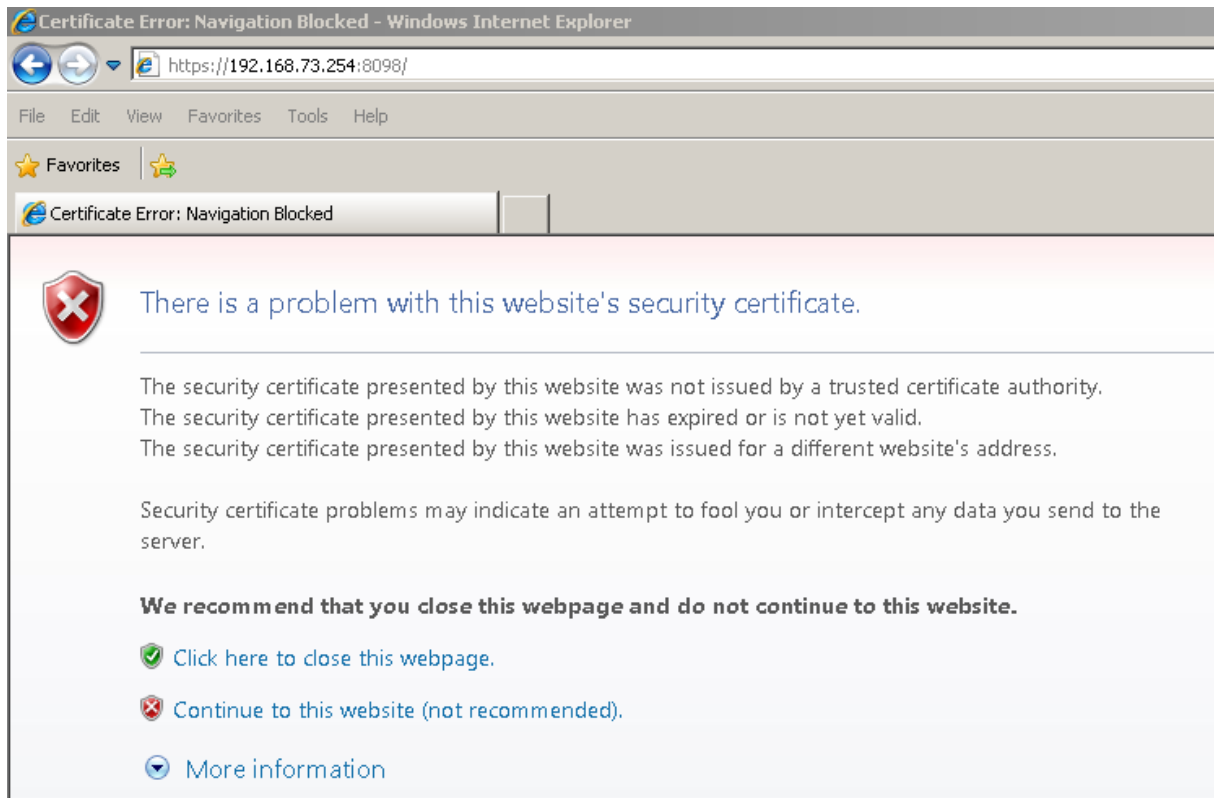 Certificate Error: Navigation Blocked - Windows Internet Explorer
https://192.168.73.254:8098/
File Edit View Favorites Tools Help
Favorites
Certificate Error: Navigation Blocked
There is a problem with this website's security certificate.
The security certificate presented by this website was not issued by a trusted certificate authority.
The security certificate presented by this website has expired or is not yet valid.
The security certificate presented by this website was issued for a different website's address.
Security certificate problems may indicate an attempt to fool you or intercept any data you send to the
server.
We recommend that you close this webpage and do not continue to this website.
Click here to close this webpage.
Continue to this website (not recommended).
More information